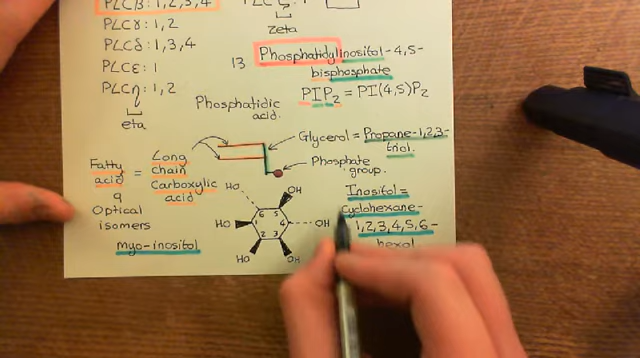 PLCβ: 1,2,3,4
PLCγ: 1,2
PLCδ: 1,3,4
PLCε: 1
PLCη: 1,2
eta
PLCζ: 1
zeta
13
Phosphatidylinositol-4,5-
bisphosphate
PIP2 = PI(4,5)P2
Phosphatidic
acid.
Glycerol = Propane-1,2,3-
triol.
Phosphate
group.
Fatty
acid
=
Long
chain
Carboxylic
acid
9
Optical
isomers
myo-inositol
HO
OH
HO
OH
HO
OH
6 5
1 4
2 3
Inositol =
cyclohexane-
1,2,3,4,5,6-
hexol